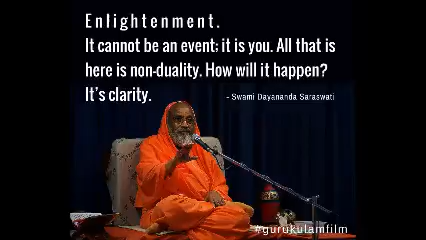 Enlightenment.
It cannot be an event; it is you. All that is
here is non-duality. How will it happen?
It's clarity.
- Swami Dayananda Saraswati
#gurukulamfilm